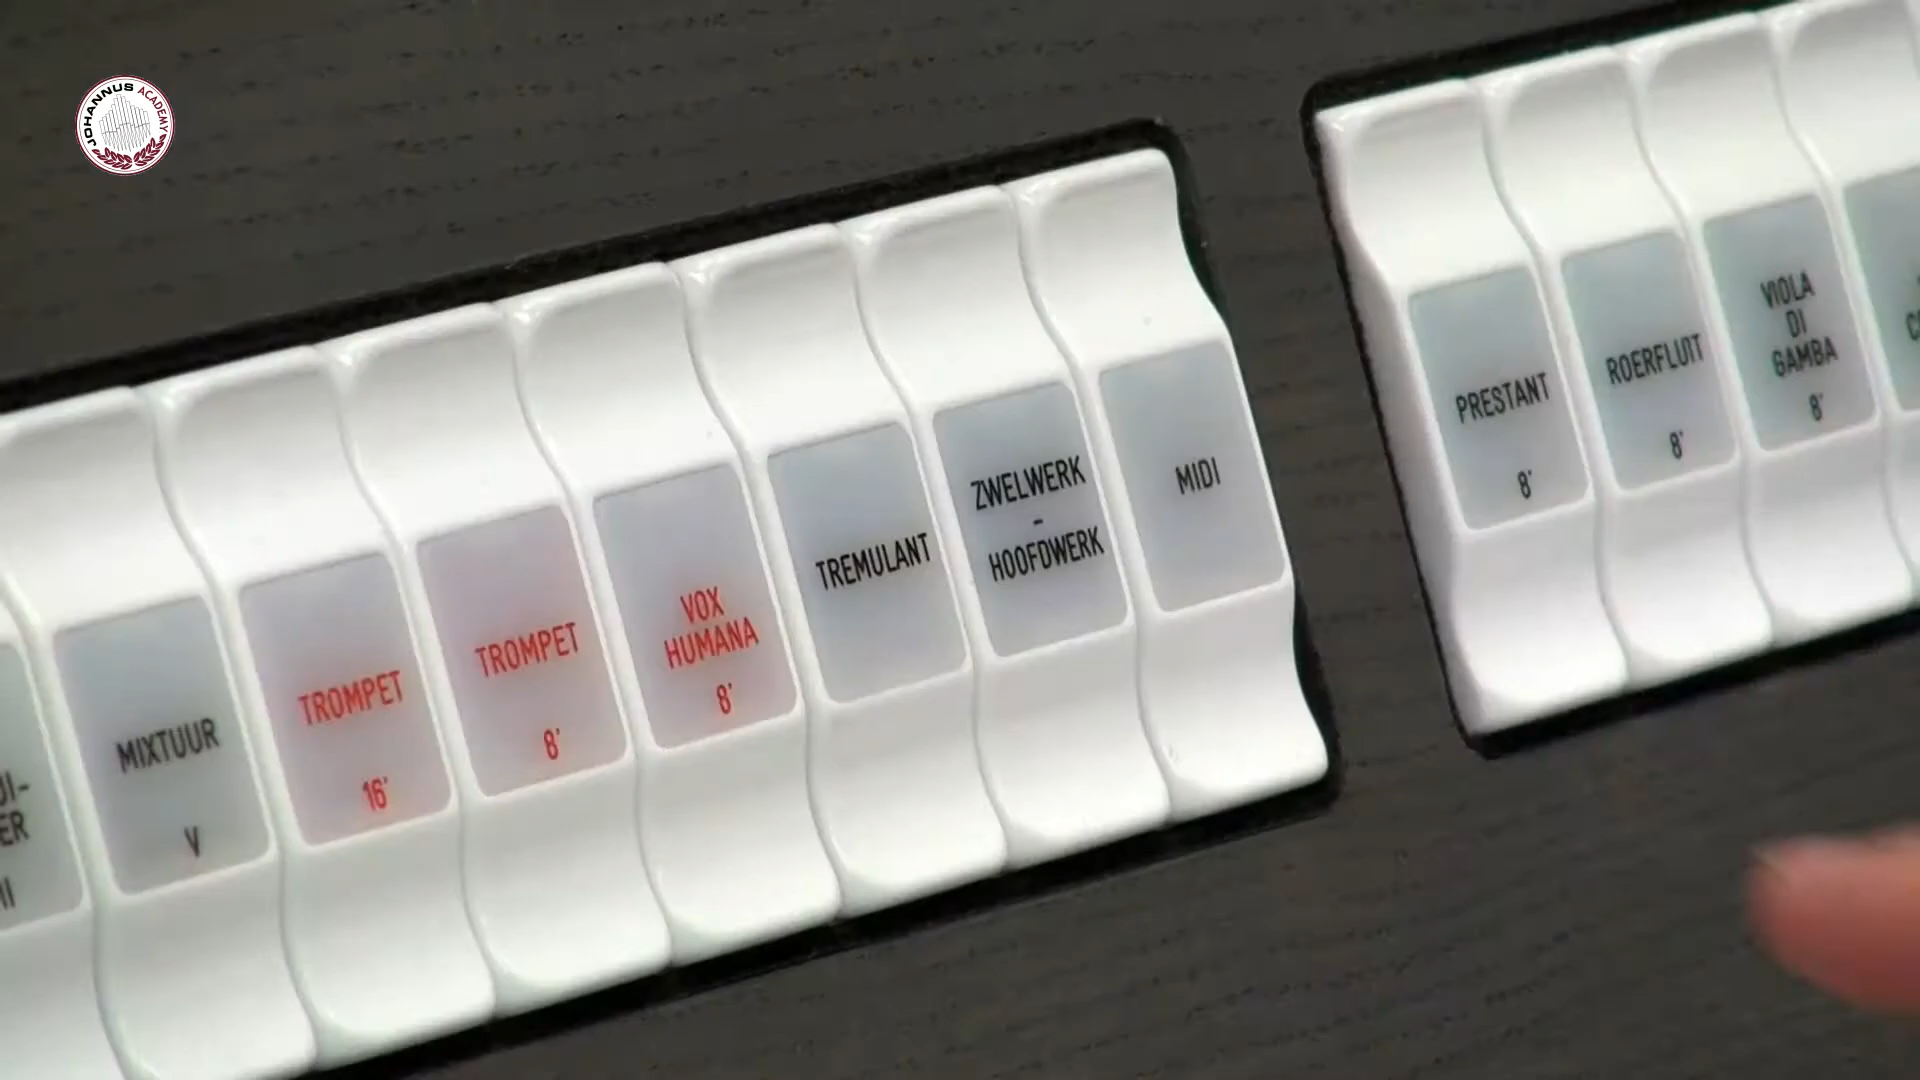 JOHANNUS ACADEMY
MIXTUUR
V
TROMPET
16'
TROMPET
8'
VOX
HUMANA
8'
TREMULANT
ZWELWERK
-
HOOFDWERK
MIDI
PRESTANT
8'
ROERFLUIT
8'
VIOLA
DI
GAMBA
8'